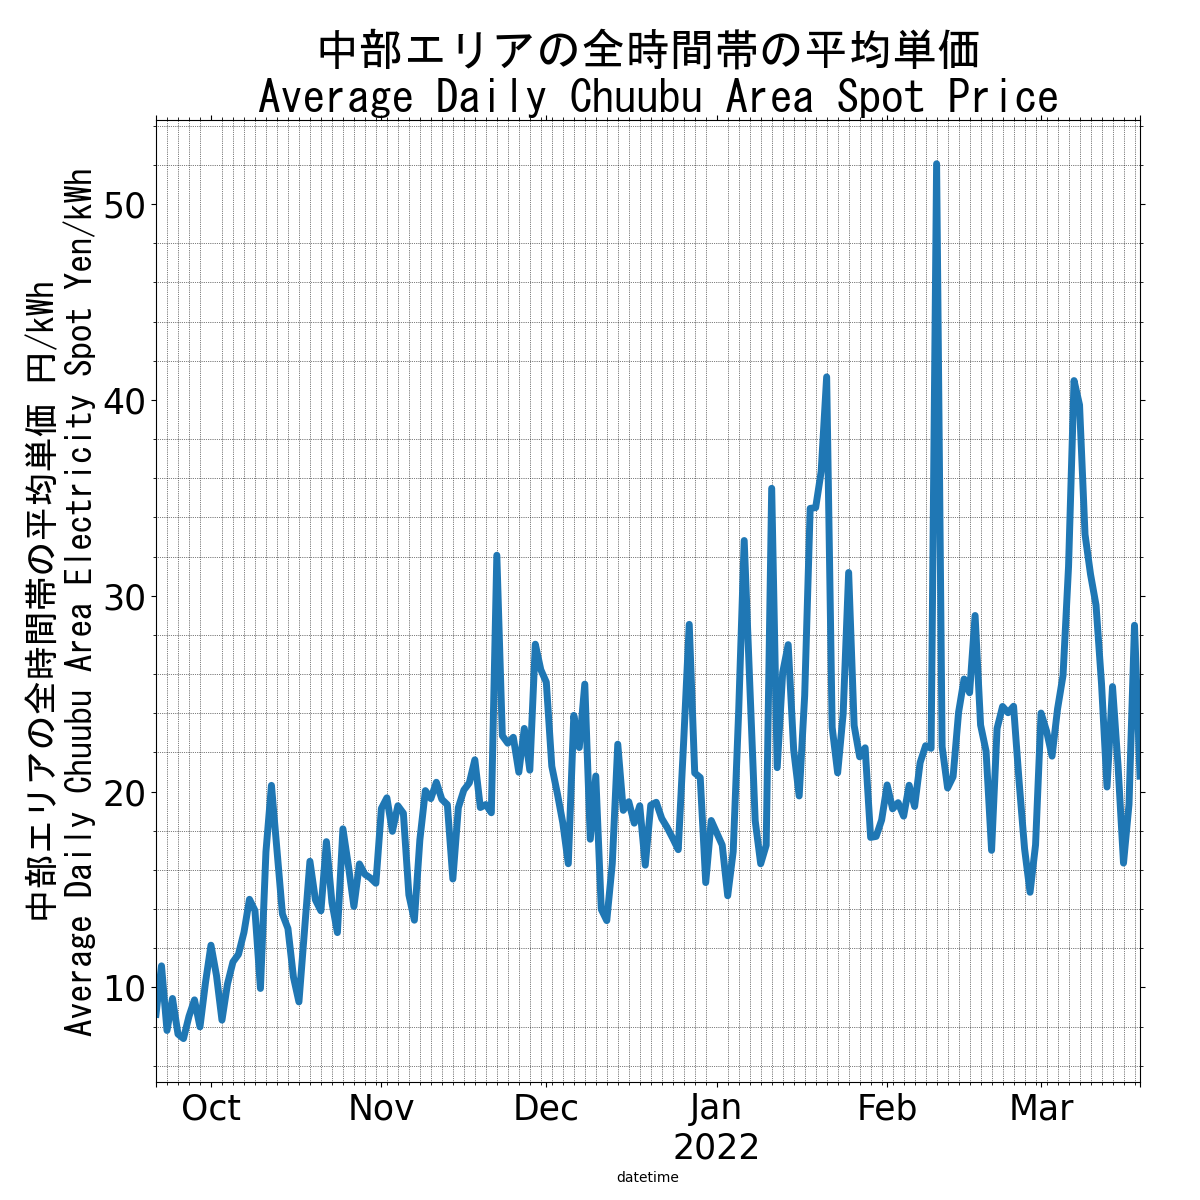 中部エリアの全時間帯の平均単価
Average Daily Chuubu Area Spot Price
中部エリアの全時間帯の平均単価 円/kWh
Average Daily Chuubu Area Electricity Spot Yen/kWh
50
40
30
20
10
Oct
Nov
Dec
Jan
2022
Feb
Mar
datetime